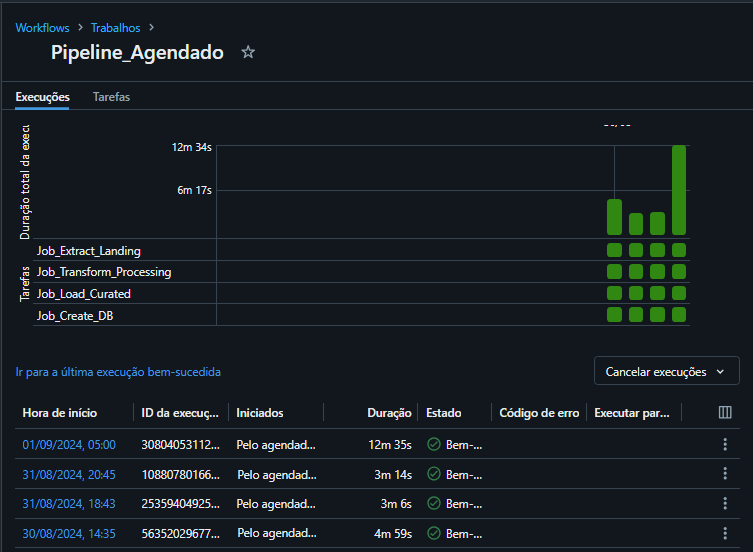 Workflows > Trabalhos >
Pipeline_Agendado
Execuções Tarefas
Duração total da execu
12m 34s
6m 17s
Tarefas
Job_Extract_Landing
Job_Transform_Processing
Job_Load_Curated
Job_Create_DB
Ir para a última execução bem-sucedida
Cancelar execuções
Hora de início ID da execuç... Iniciados Duração Estado Código de erro Executar par...
01/09/2024, 05:00 30804053112... Pelo agendad... 12m 35s Bem-...
31/08/2024, 20:45 10880780166... Pelo agendad... 3m 14s Bem-...
31/08/2024, 18:43 25359404925... Pelo agendad... 3m 6s Bem-...
30/08/2024, 14:35 56352029677... Pelo agendad... 4m 59s Bem-...